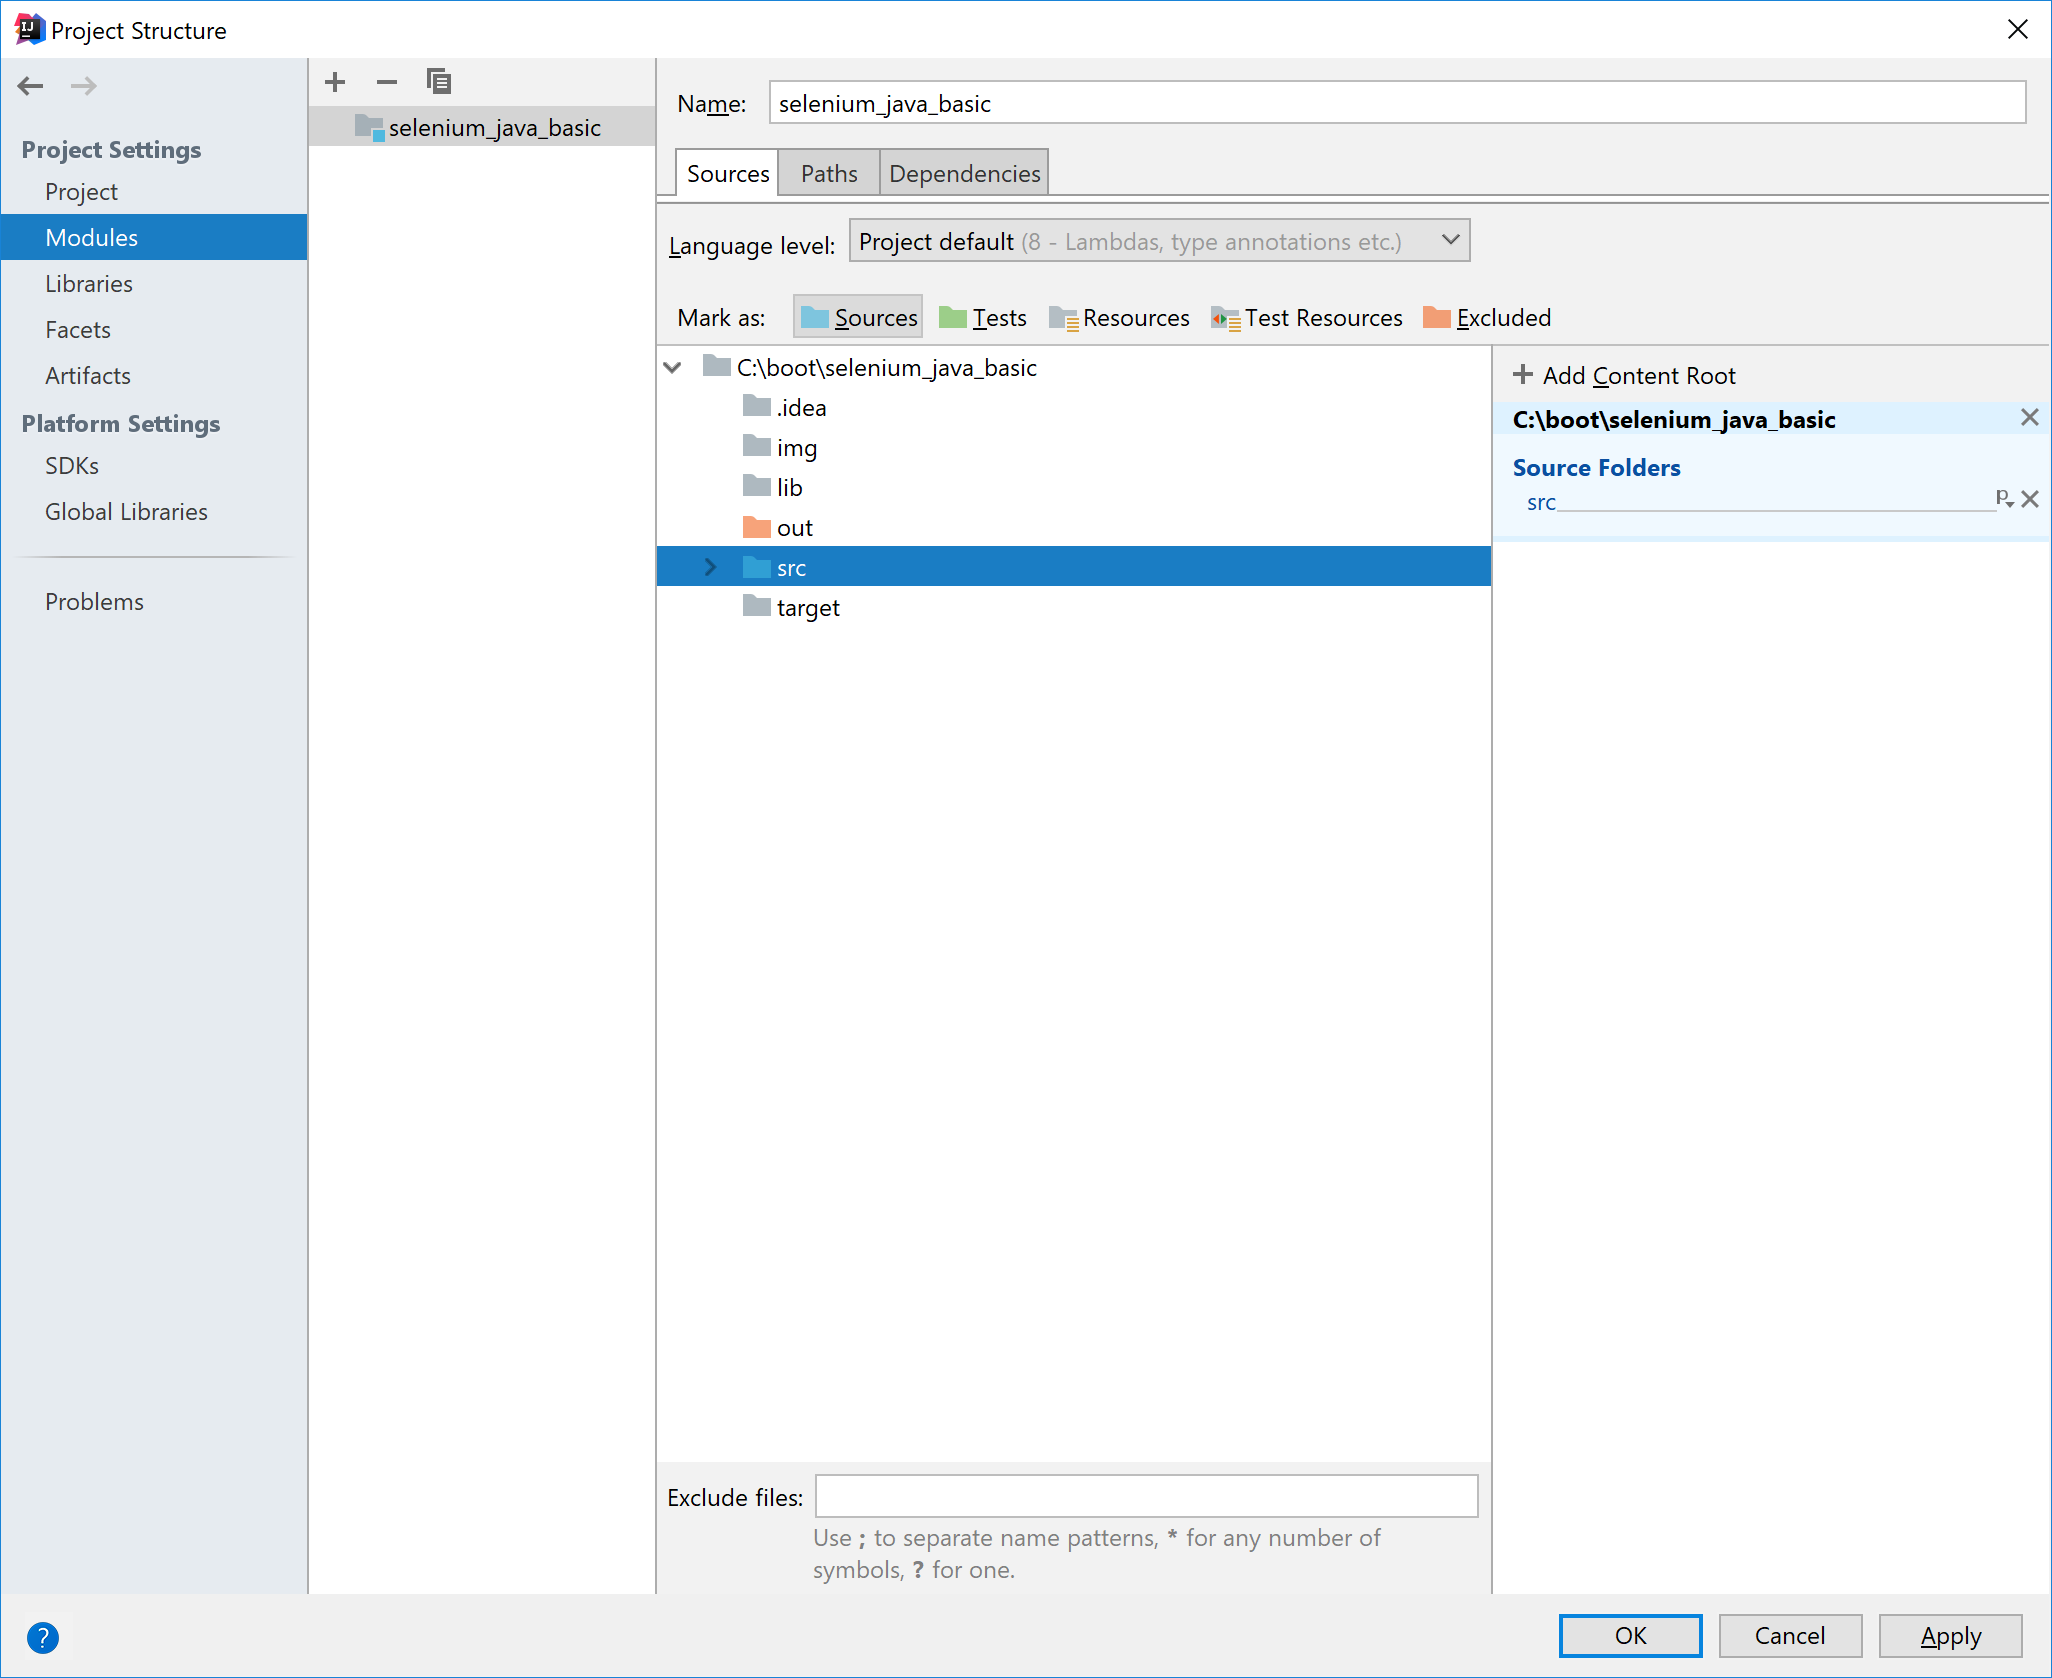 Project Structure
Project Settings
Project
Modules
Libraries
Facets
Artifacts
Platform Settings
SDKs
Global Libraries
Problems
selenium_java_basic
Name: selenium_java_basic
Sources Paths Dependencies
Language level: Project default (8 - Lambdas, type annotations etc.)
Mark as: Sources Tests Resources Test Resources Excluded
C:\boot\selenium_java_basic
.idea
img
lib
out
src
target
Add Content Root
C:\boot\selenium_java_basic
Source Folders
src
Exclude files:
Use ; to separate name patterns, * for any number of
symbols, ? for one.
OK Cancel Apply